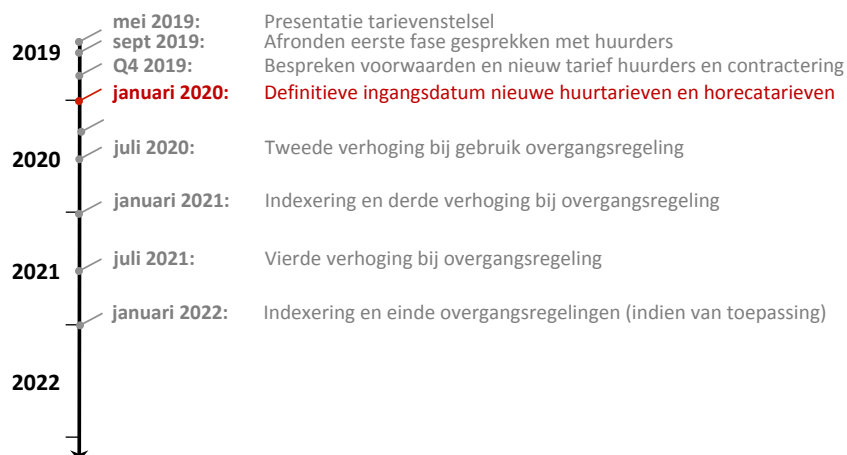 mei 2019: Presentatie tarievenstelsel
2019 sept 2019: Afronden eerste fase gesprekken met huurders
Q4 2019: Bespreken voorwaarden en nieuw tarief huurders en contractering
januari 2020: Definitieve ingangsdatum nieuwe huurtarieven en horecatarieven
2020 juli 2020: Tweede verhoging bij gebruik overgangsregeling
januari 2021: Indexering en derde verhoging bij overgangsregeling
2021 juli 2021: Vierde verhoging bij overgangsregeling
januari 2022: Indexering en einde overgangsregelingen (indien van toepassing)
2022